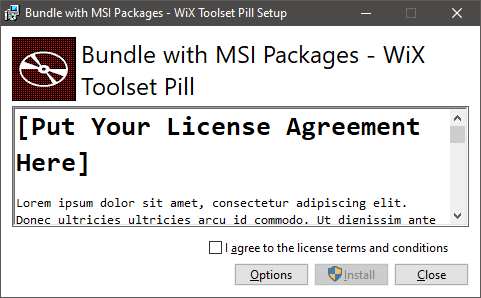 Bundle with MSI Packages - WiX Toolset Pill Setup
Bundle with MSI Packages - WiX
Toolset Pill
[Put Your License Agreement
Here]
Lorem ipsum dolor sit amet, consectetur adipiscing elit.
Donec ultricies ultricies arcu id commodo. Ut dignissim ante
I agree to the license terms and conditions
Options
Install
Close